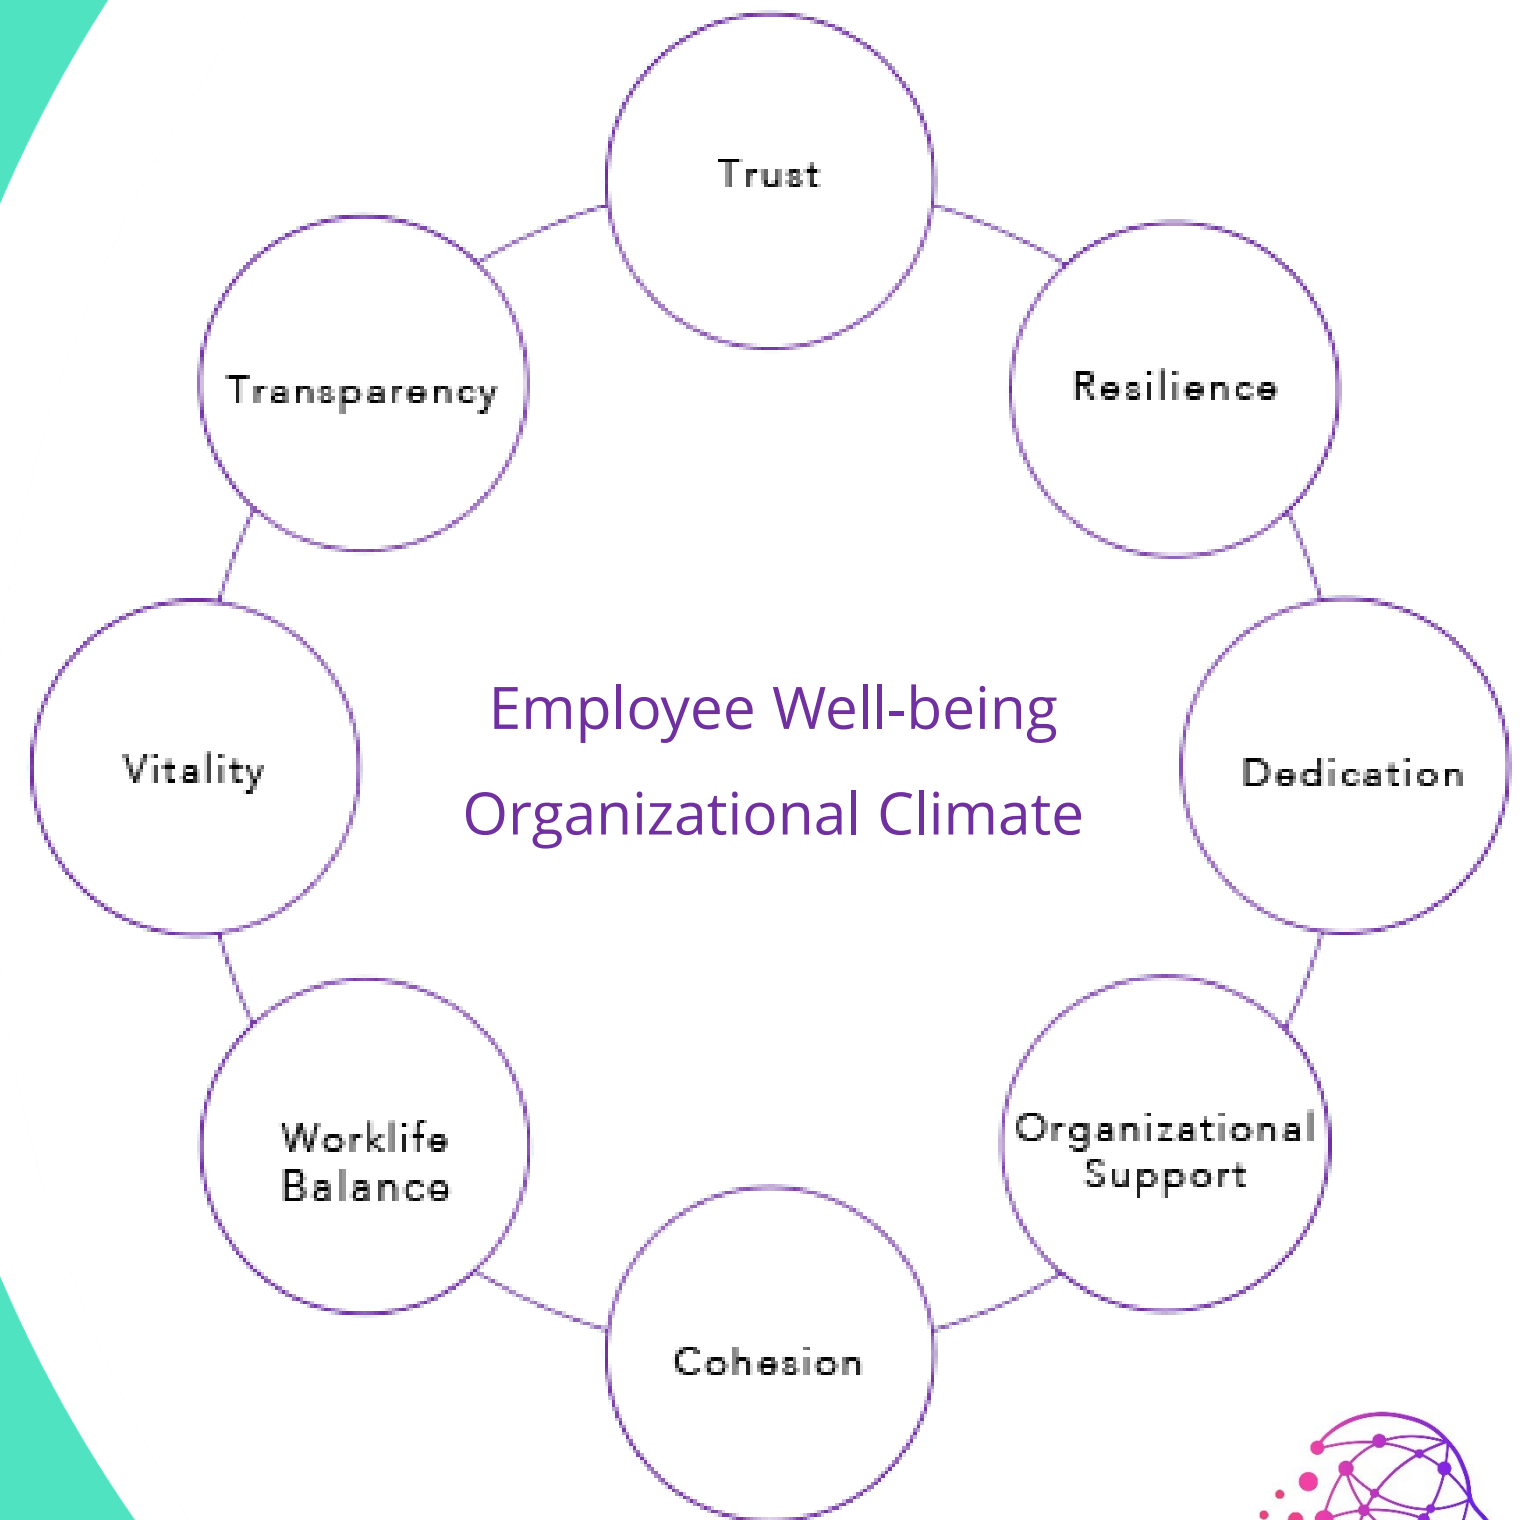 Trust
Transparency
Resilience
Employee Well-being
Vitality
Dedication
Organizational Climate
Organizational
Support
Worklife
Balance
Cohesion